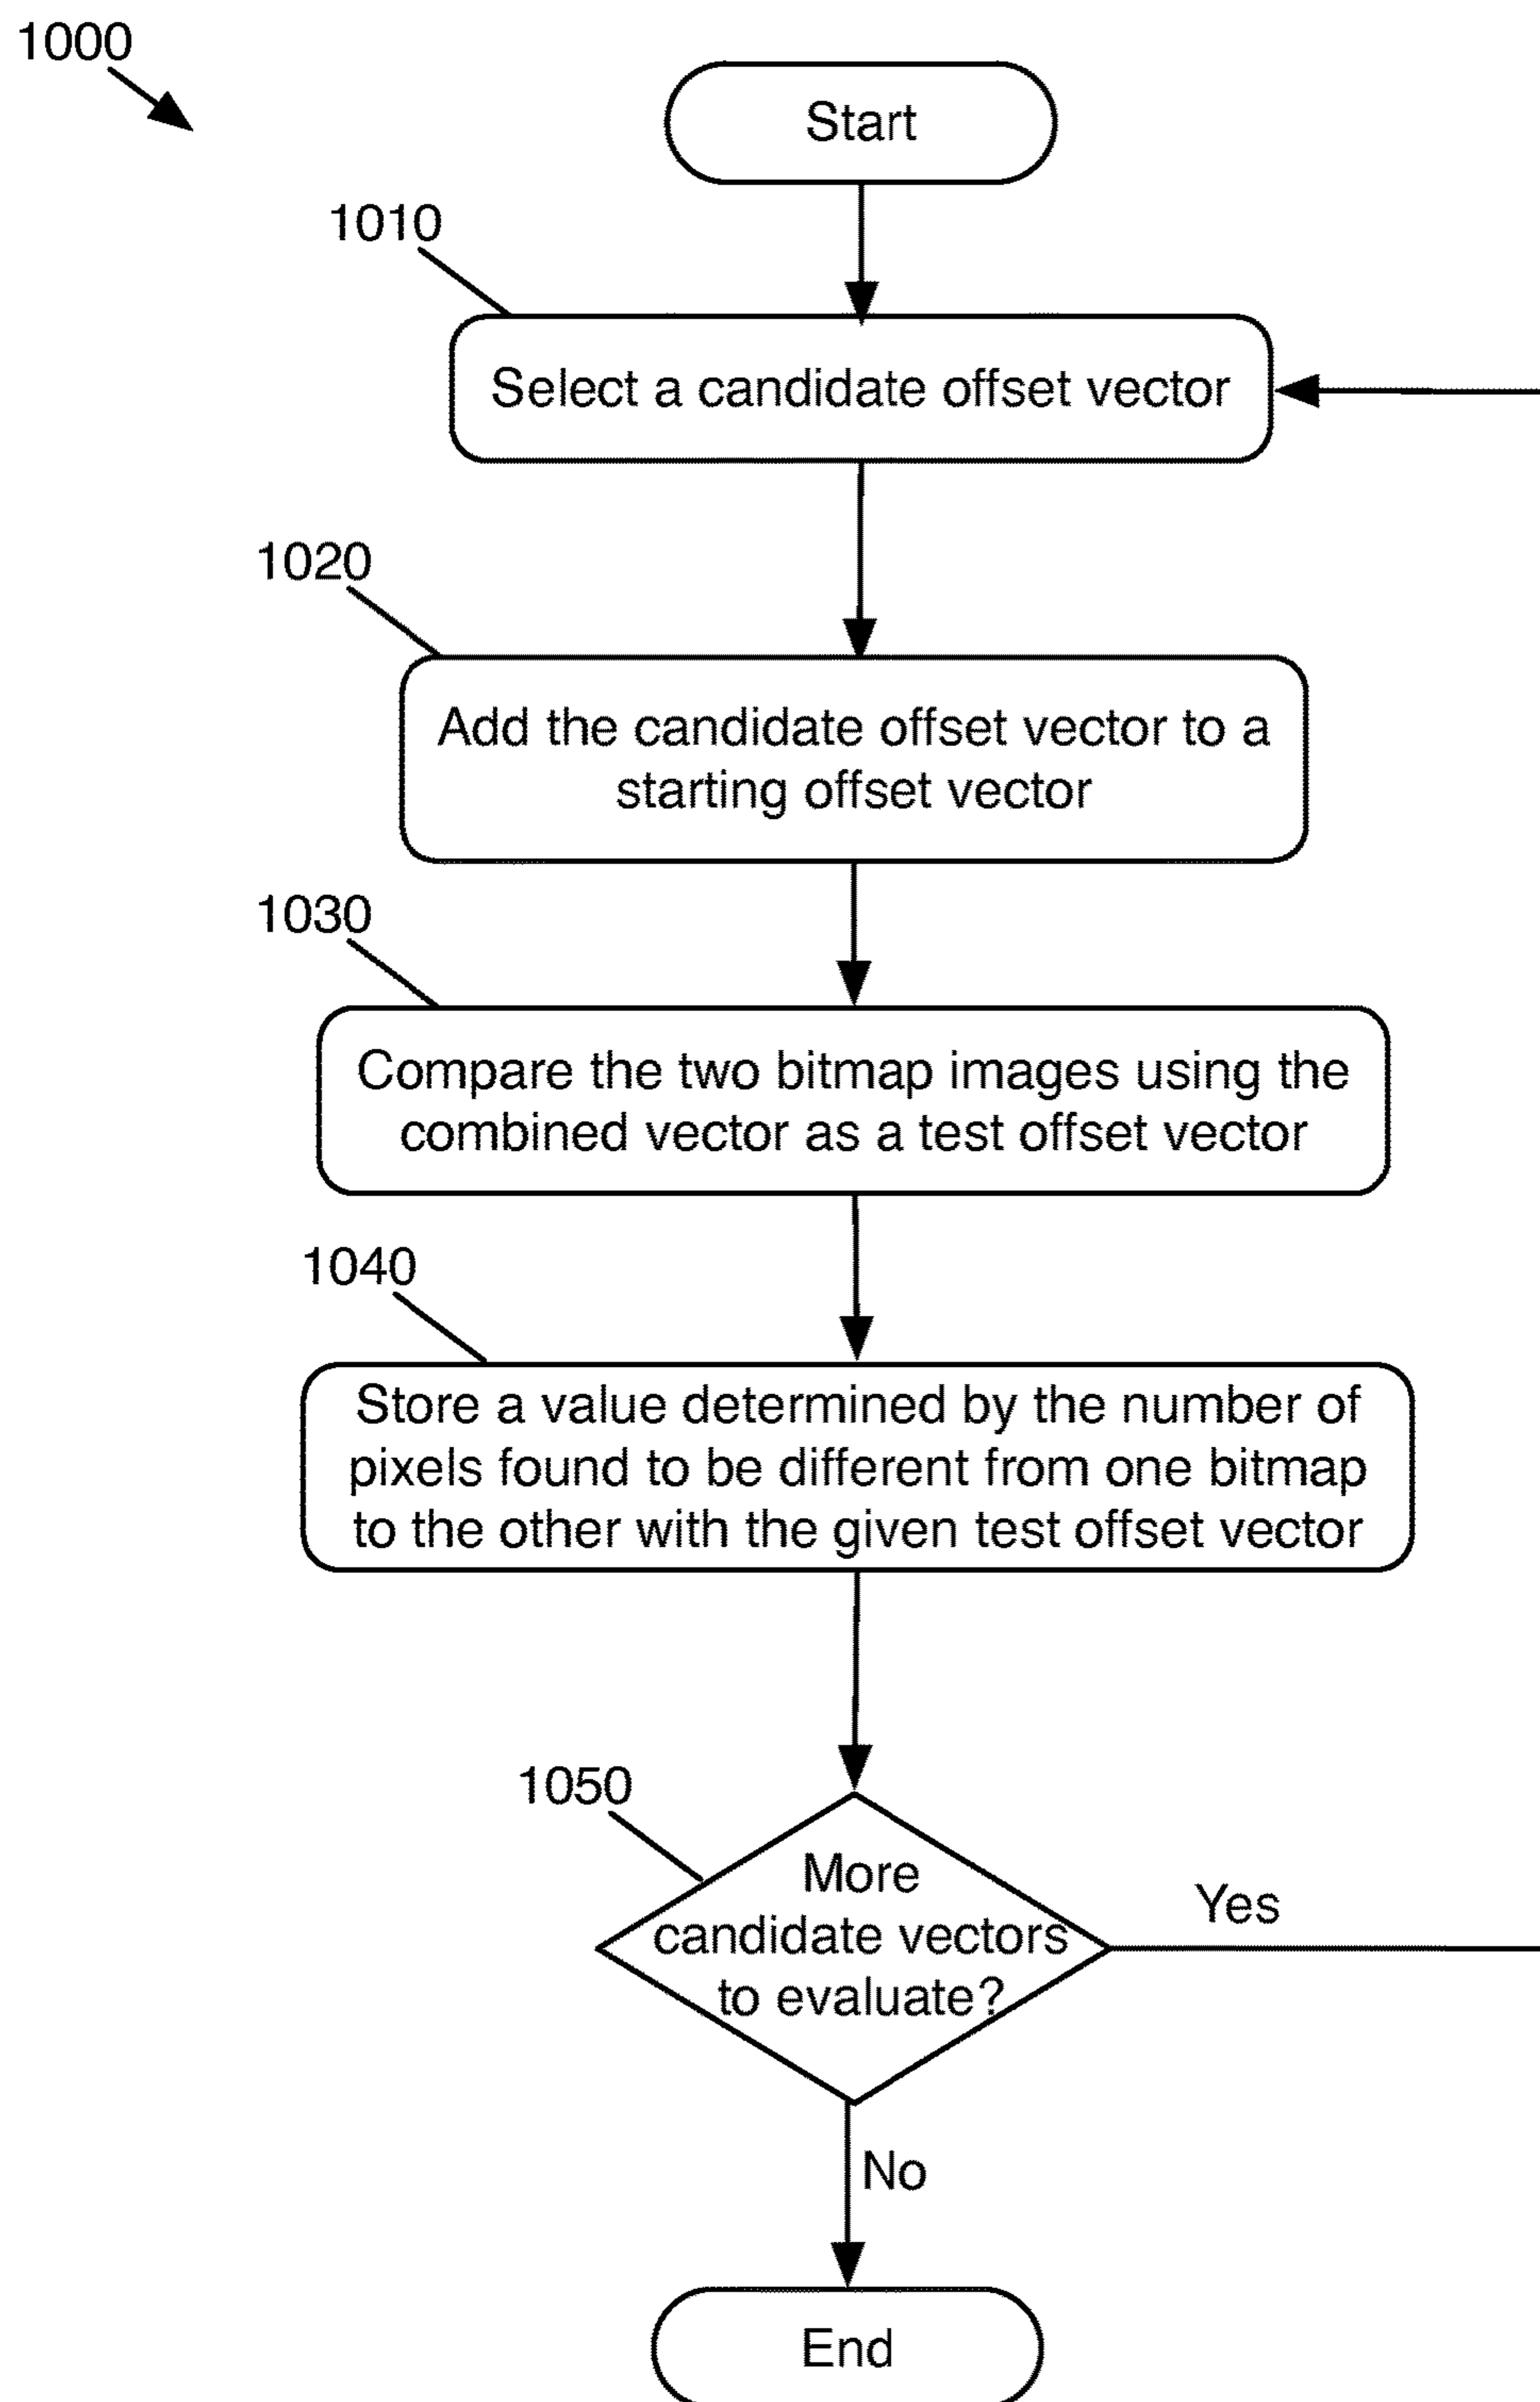 1000
Start
1010
Select a candidate offset vector
1020
Add the candidate offset vector to a
starting offset vector
1030
Compare the two bitmap images using the
combined vector as a test offset vector
1040
Store a value determined by the number of
pixels found to be different from one bitmap
to the other with the given test offset vector
1050
More
candidate vectors
to evaluate?
Yes
No
End